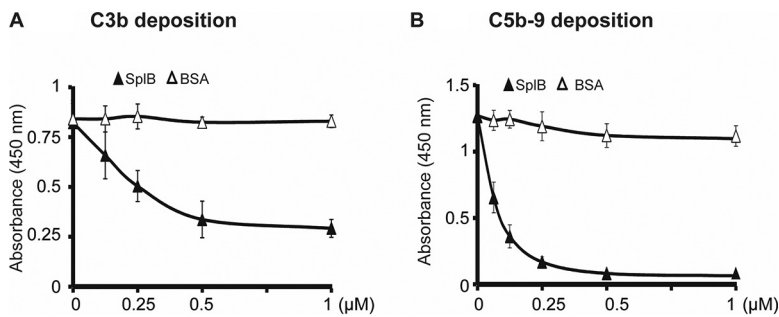 A C3b deposition
SplB BSA
Absorbance (450 nm)
1
0.75
0.5
0.25
0
0 0.25 0.5 1 (μM)
B C5b-9 deposition
SplB BSA
Absorbance (450 nm)
1.5
1
0.5
0
0 0.25 0.5 1 (μM)